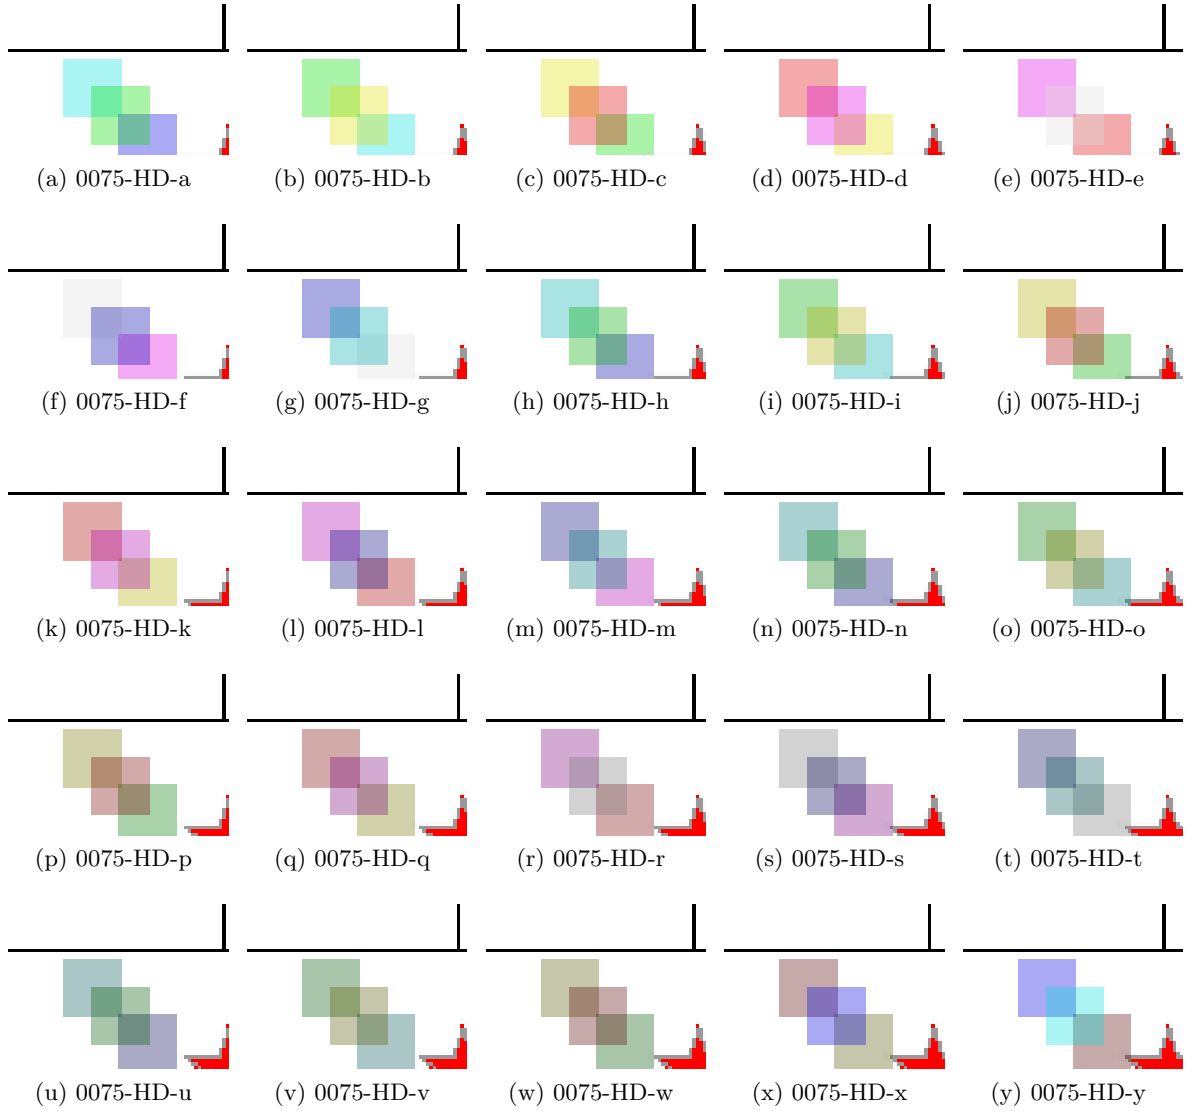 (a) 0075-HD-a (b) 0075-HD-b (c) 0075-HD-c (d) 0075-HD-d (e) 0075-HD-e
(f) 0075-HD-f (g) 0075-HD-g (h) 0075-HD-h (i) 0075-HD-i (j) 0075-HD-j
(k) 0075-HD-k (l) 0075-HD-l (m) 0075-HD-m (n) 0075-HD-n (o) 0075-HD-o
(p) 0075-HD-p (q) 0075-HD-q (r) 0075-HD-r (s) 0075-HD-s (t) 0075-HD-t
(u) 0075-HD-u (v) 0075-HD-v (w) 0075-HD-w (x) 0075-HD-x (y) 0075-HD-y